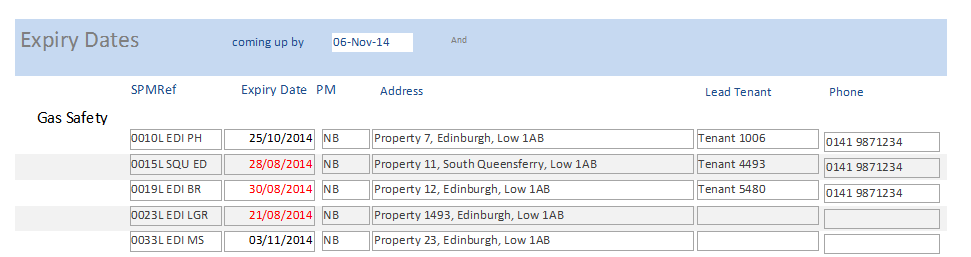 Expiry Dates coming up by 06-Nov-14 And
SPMRef Expiry Date PM Address Lead Tenant Phone
Gas Safety
0010L EDI PH 25/10/2014 NB Property 7, Edinburgh, Low 1AB Tenant 1006 0141 9871234
0015L SQU ED 28/08/2014 NB Property 11, South Queensferry, Low 1AB Tenant 4493 0141 9871234
0019L EDI BR 30/08/2014 NB Property 12, Edinburgh, Low 1AB Tenant 5480 0141 9871234
0023L EDI LGR 21/08/2014 NB Property 1493, Edinburgh, Low 1AB
0033L EDI MS 03/11/2014 NB Property 23, Edinburgh, Low 1AB